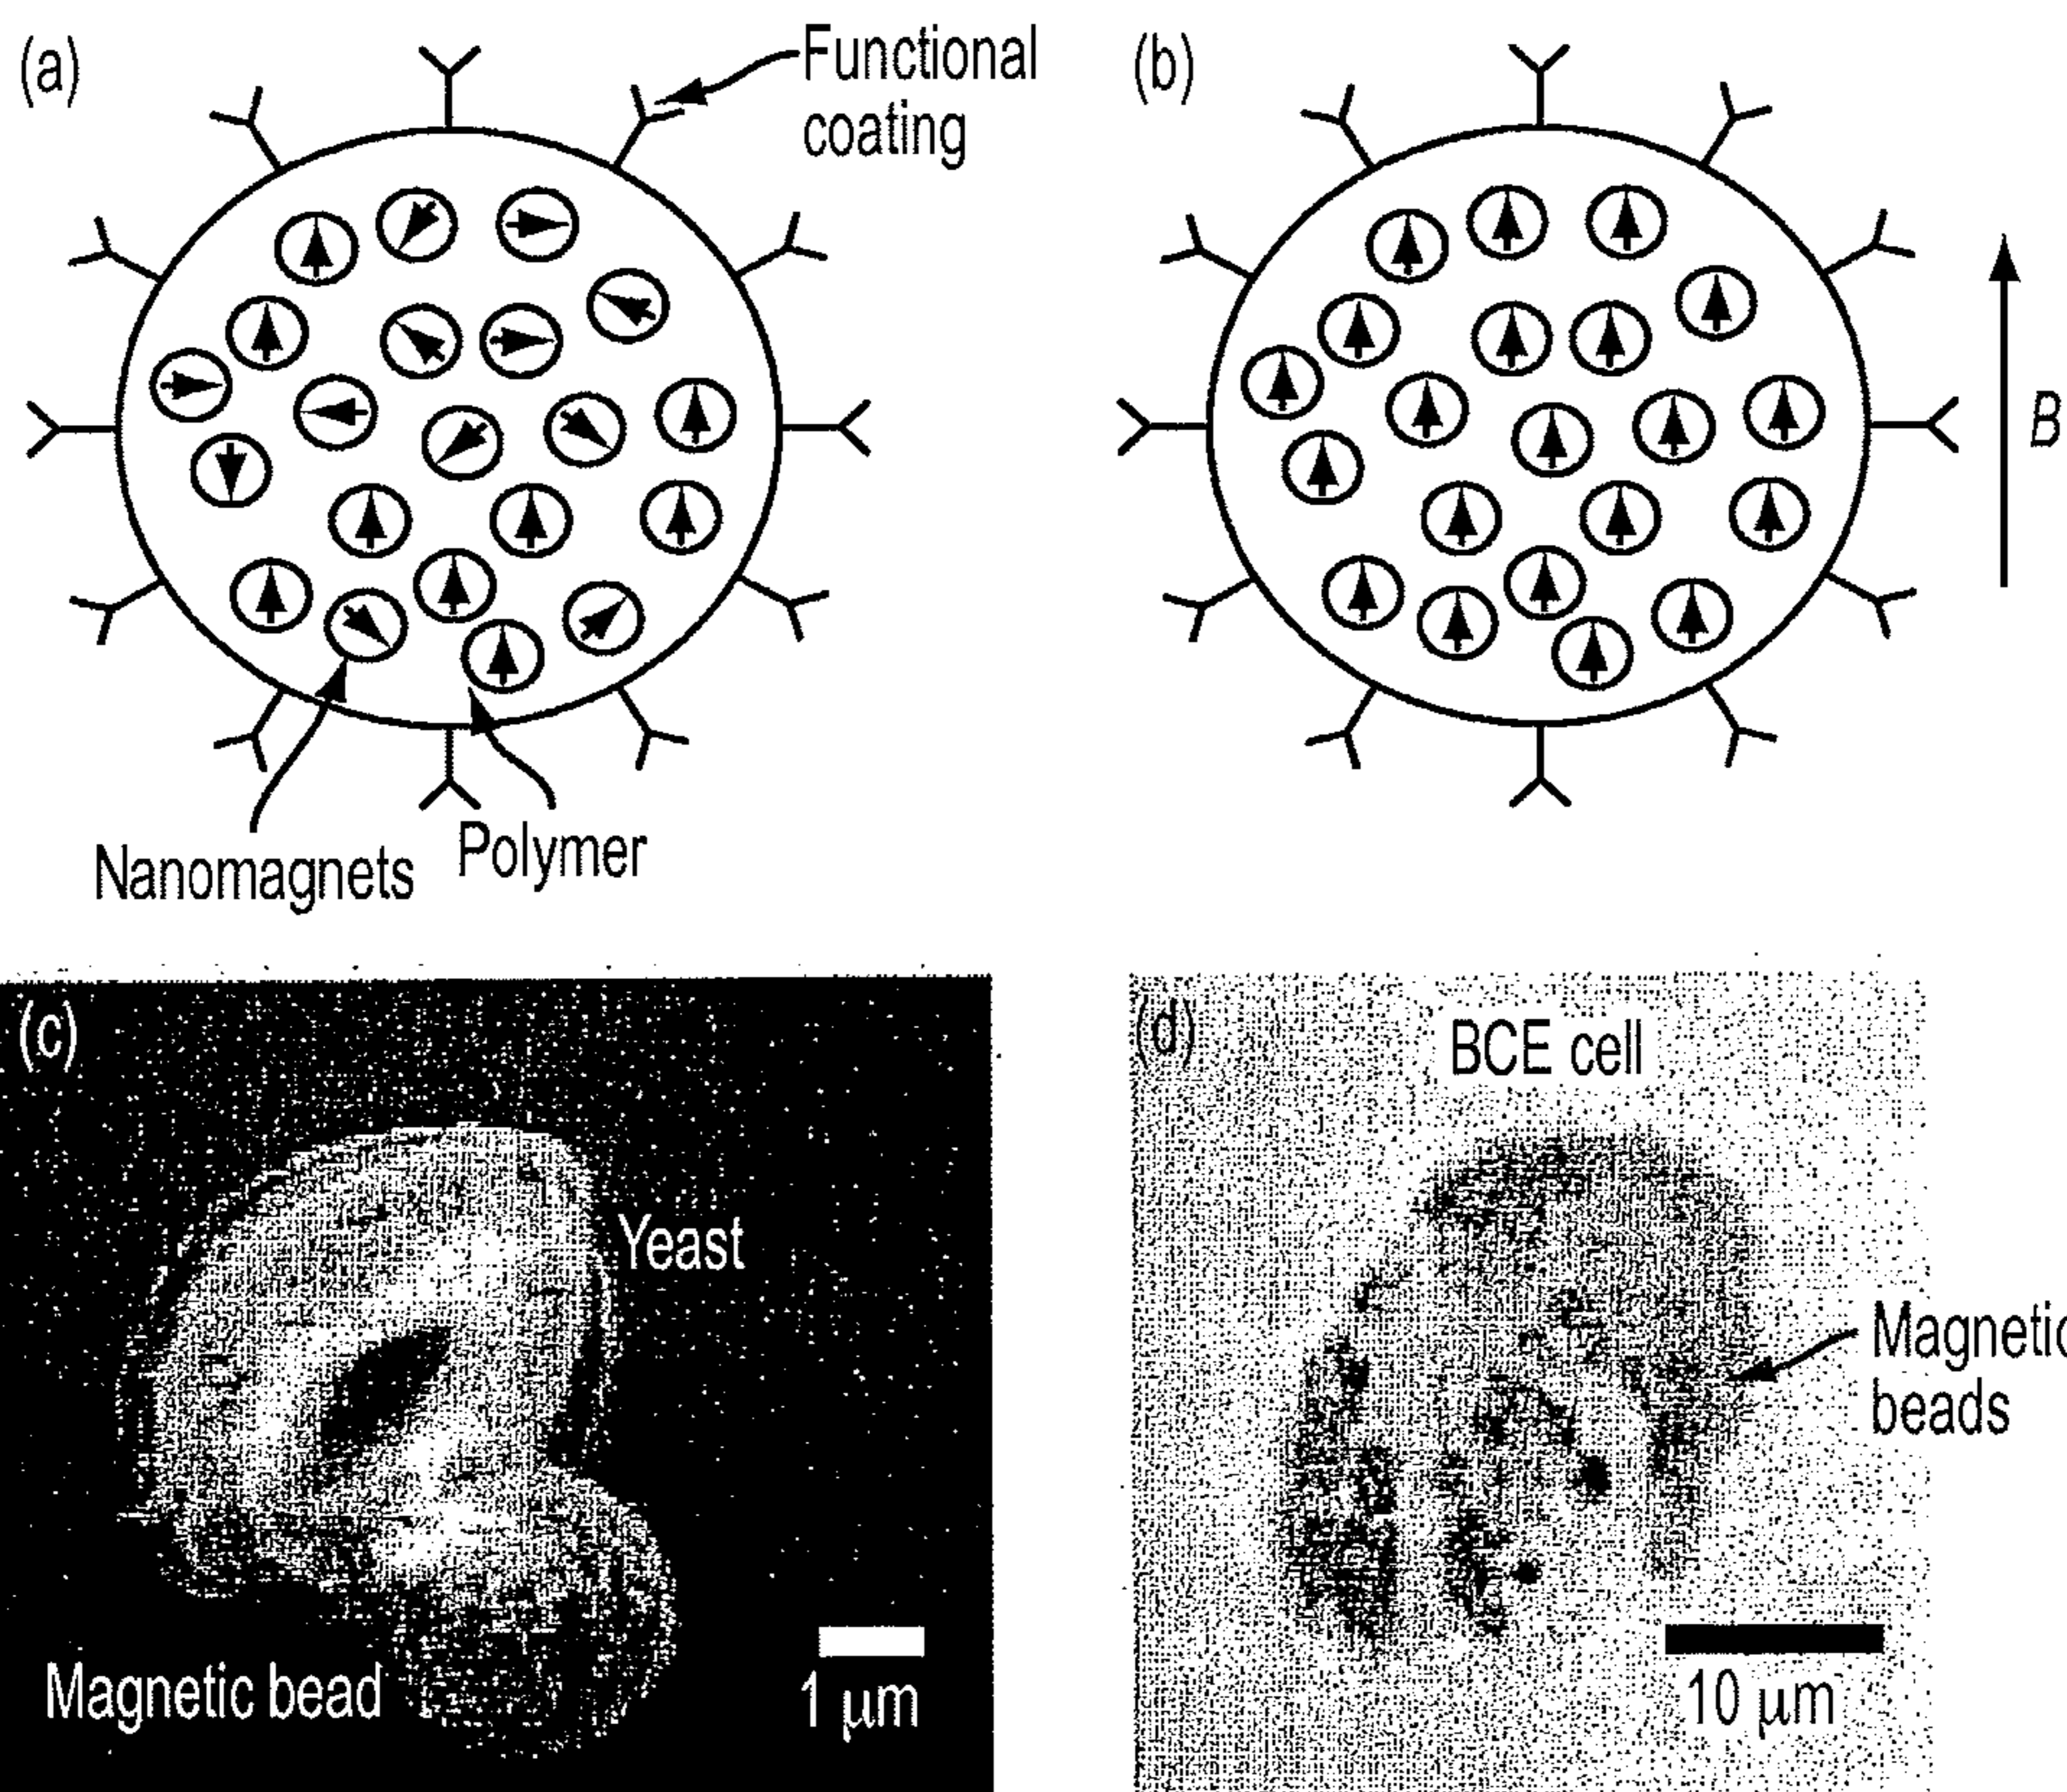 (a)
Functional
coating
(b)
B
Nanomagnets
Polymer
(c)
Yeast
Magnetic bead
1 μm
(d)
BCE cell
Magnetic
beads
10 μm